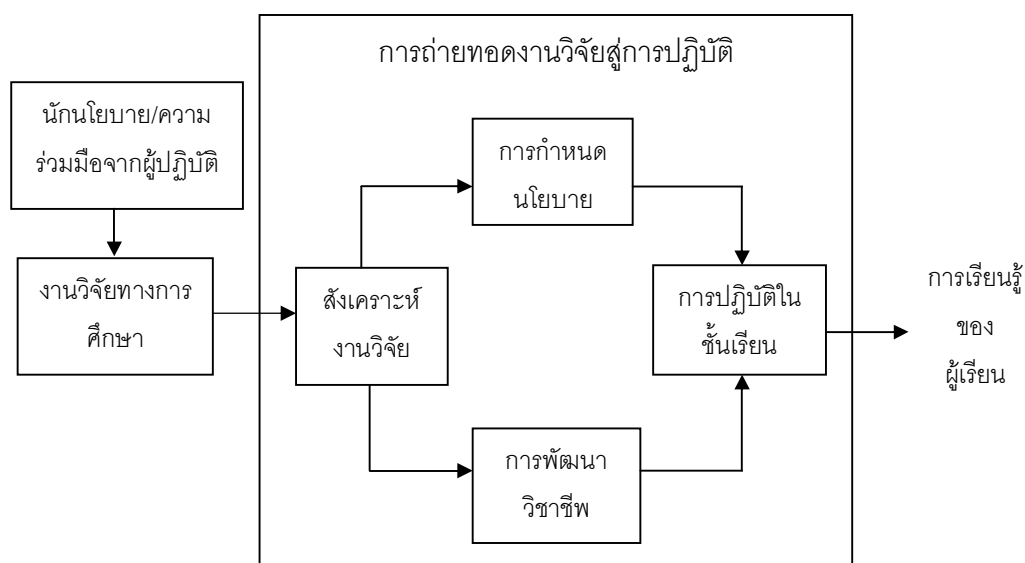 การถ่ายทอดงานวิจัยสู่การปฏิบัติ
นักนโยบาย/ความ
ร่วมมือจากผู้ปฏิบัติ
งานวิจัยทางการ
ศึกษา
สังเคราะห์
งานวิจัย
การกำหนด
นโยบาย
การพัฒนา
วิชาชีพ
การปฏิบัติใน
ชั้นเรียน
การเรียนรู้
ของ
ผู้เรียน